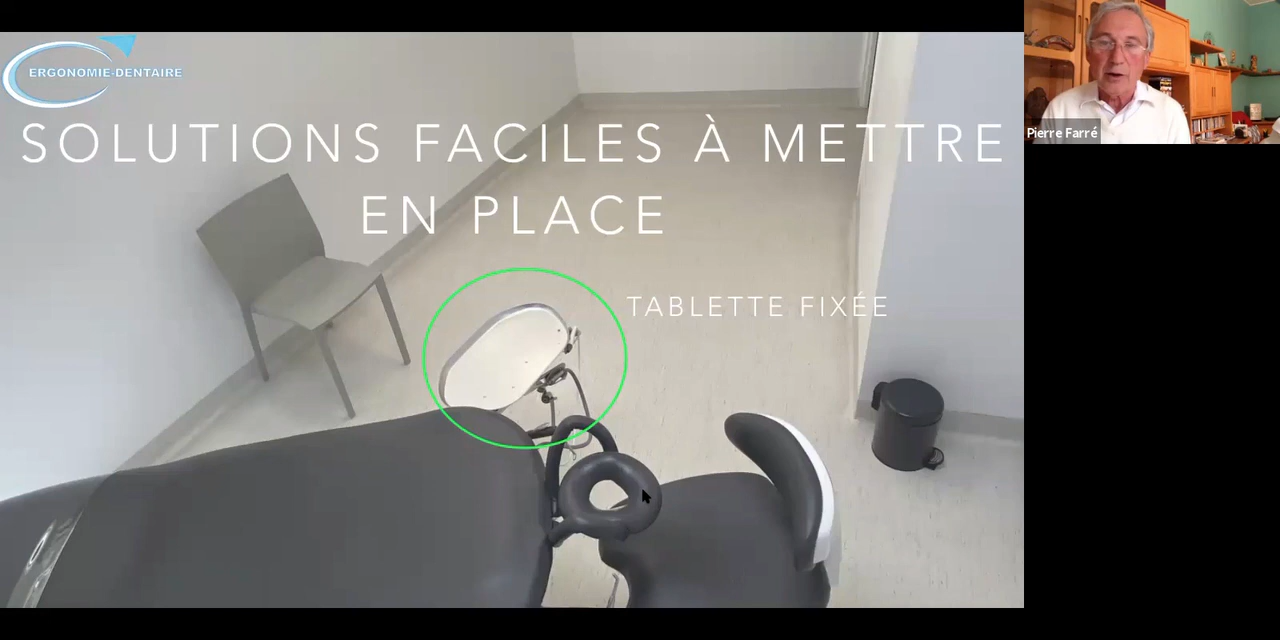 ERGONOMIE-DENTAIRE
SOLUTIONS FACILES À METTRE
EN PLACE
TABLETTE FIXÉE
Pierre Farré